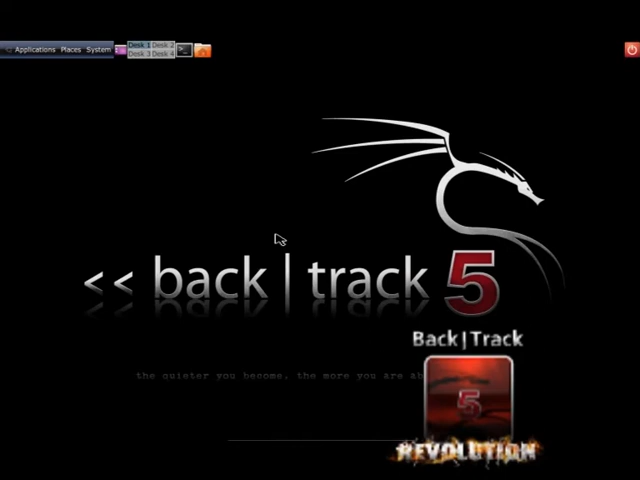 Applications Places System Desk 1 Desk 2
Desk 3 Desk 4
<< back | track 5
Back|Track
the quieter you become, the more you are ab
5
REVOLUTION